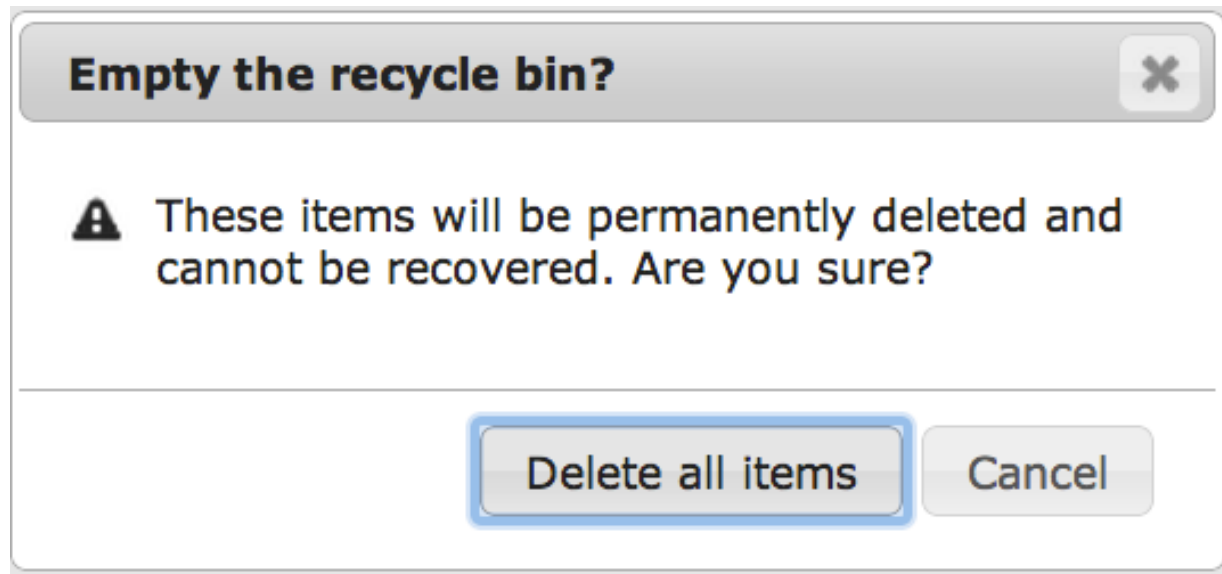 Empty the recycle bin?
These items will be permanently deleted and
cannot be recovered. Are you sure?
Delete all items
Cancel